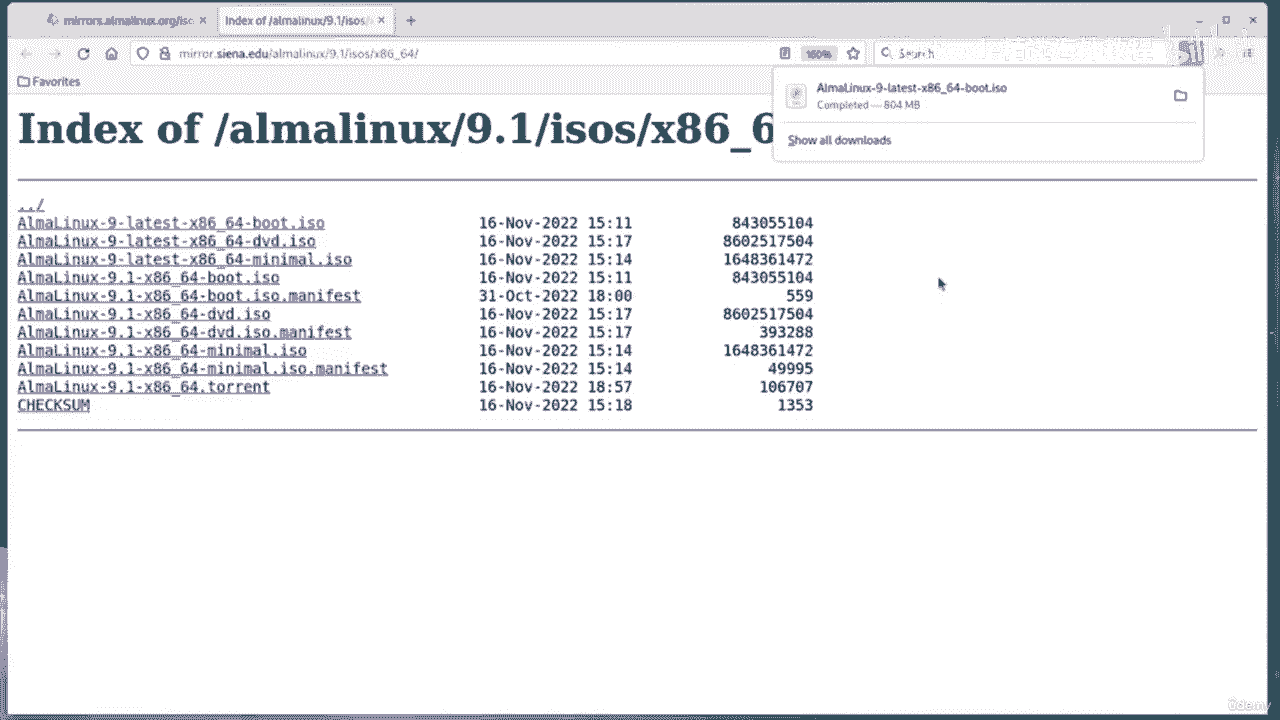 mirrors.almalinux.org/iso
Index of /almalinux/9.1/isos/
mirror.siena.edu/almalinux/9.1/isos/x86_64/
160%
Search
Favorites
AlmaLinux-9-latest-x86_64-boot.iso
Completed — 804 MB
Show all downloads
Index of /almalinux/9.1/isos/x86_6
../
AlmaLinux-9-latest-x86_64-boot.iso 16-Nov-2022 15:11 843055104
AlmaLinux-9-latest-x86_64-dvd.iso 16-Nov-2022 15:17 8602517504
AlmaLinux-9-latest-x86_64-minimal.iso 16-Nov-2022 15:14 1648361472
AlmaLinux-9.1-x86_64-boot.iso 16-Nov-2022 15:11 843055104
AlmaLinux-9.1-x86_64-boot.iso.manifest 31-Oct-2022 18:00 559
AlmaLinux-9.1-x86_64-dvd.iso 16-Nov-2022 15:17 8602517504
AlmaLinux-9.1-x86_64-dvd.iso.manifest 16-Nov-2022 15:17 393288
AlmaLinux-9.1-x86_64-minimal.iso 16-Nov-2022 15:14 1648361472
AlmaLinux-9.1-x86_64-minimal.iso.manifest 16-Nov-2022 15:14 49995
AlmaLinux-9.1-x86_64.torrent 16-Nov-2022 18:57 106707
CHECKSUM 16-Nov-2022 15:18 1353
Udemy